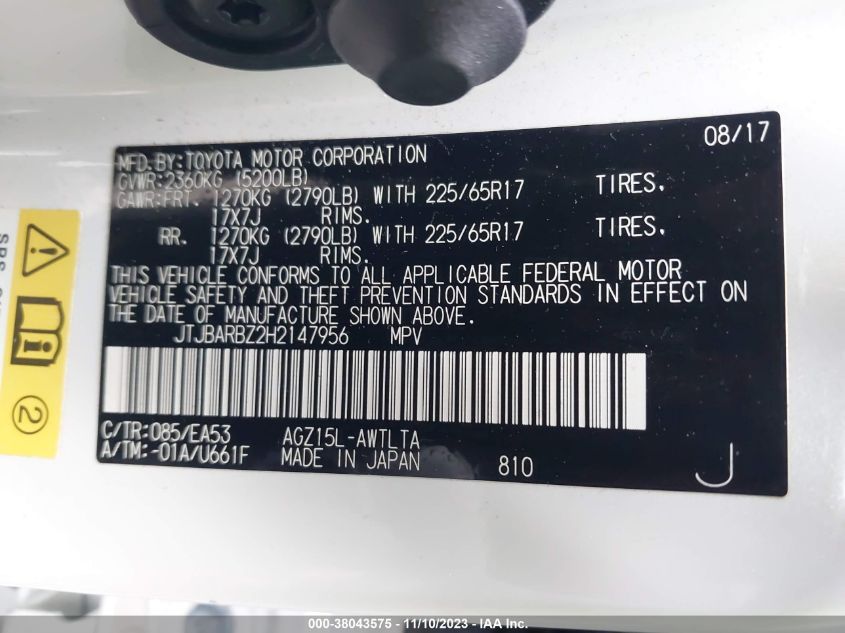 08/17
MFD.BY:TOYOTA MOTOR CORPORATION
GVWR:2360KG (5200LB)
GAWR:FRT. 1270KG (2790LB) WITH 225/65R17 TIRES,
17X7J RIMS.
RR. 1270KG (2790LB) WITH 225/65R17 TIRES,
17X7J RIMS.
THIS VEHICLE CONFORMS TO ALL APPLICABLE FEDERAL MOTOR
VEHICLE SAFETY AND THEFT PREVENTION STANDARDS IN EFFECT ON
THE DATE OF MANUFACTURE SHOWN ABOVE.
JTJBARBZ2H2147956 MPV
C/TR:085/EA53 AGZ15L-AWTLTA
A/TM:-01A/U661F MADE IN JAPAN 810 J
2
000-38043575 - 11/10/2023 - IAA Inc.